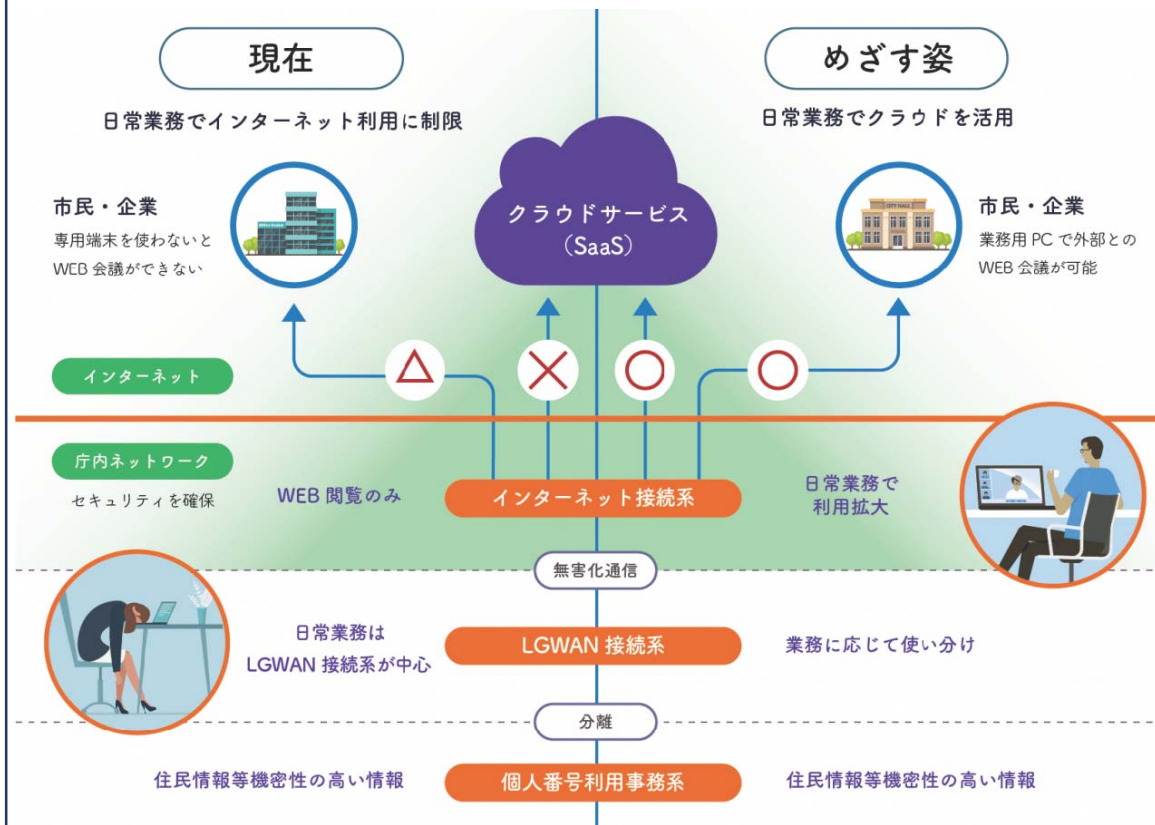 現在
めざす姿
日常業務でインターネット利用に制限
日常業務でクラウドを活用
市民・企業
専用端末を使わないと
WEB 会議ができない
クラウドサービス
（SaaS）
CITY HALL
市民・企業
業務用 PC で外部との
WEB 会議が可能
インターネット
庁内ネットワーク
セキュリティを確保
WEB 閲覧のみ
インターネット接続系
日常業務で
利用拡大
無害化通信
日常業務は
LGWAN 接続系が中心
LGWAN 接続系
業務に応じて使い分け
分離
住民情報等機密性の高い情報
個人番号利用事務系
住民情報等機密性の高い情報